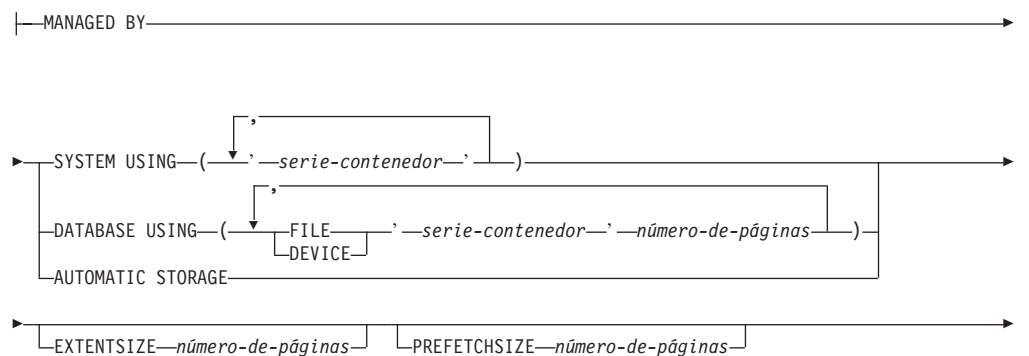 MANAGED BY
,
SYSTEM USING ( ' serie-contenedor ' )
,
DATABASE USING ( FILE ' serie-contenedor ' número-de-páginas )
DEVICE
AUTOMATIC STORAGE
EXTENTSIZE número-de-páginas PREFETCHSIZE número-de-páginas